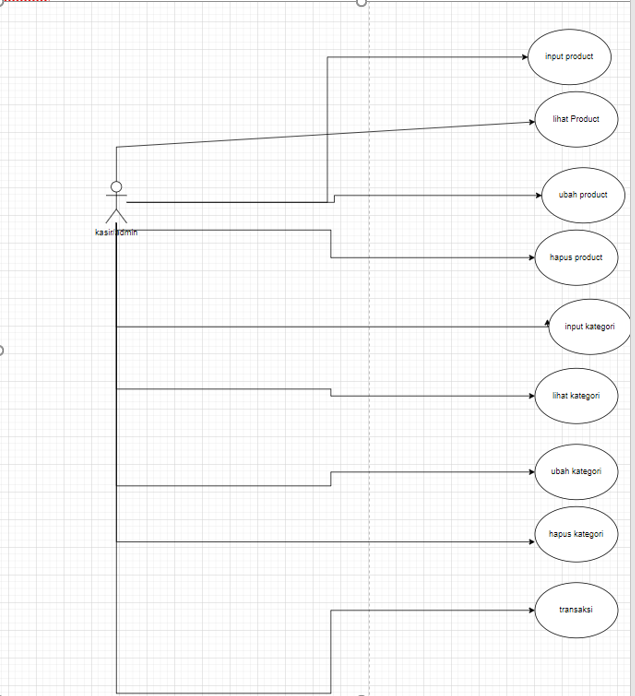 input product
lihat Product
ubah product
kasir/admin
hapus product
input kategori
lihat kategori
ubah kategori
hapus kategori
transaksi